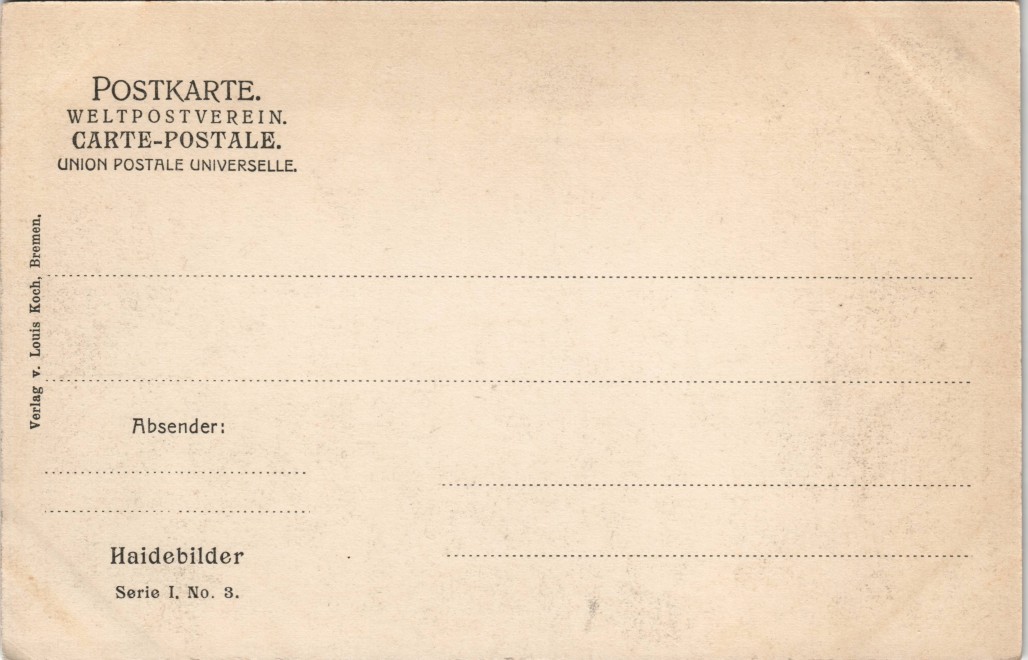 POSTKARTE.
WELTPOSTVEREIN.
CARTE-POSTALE.
UNION POSTALE UNIVERSELLE.
Verlag v. Louis Koch, Bremen.
Absender:
Haidebilder
Serie I. No. 3.